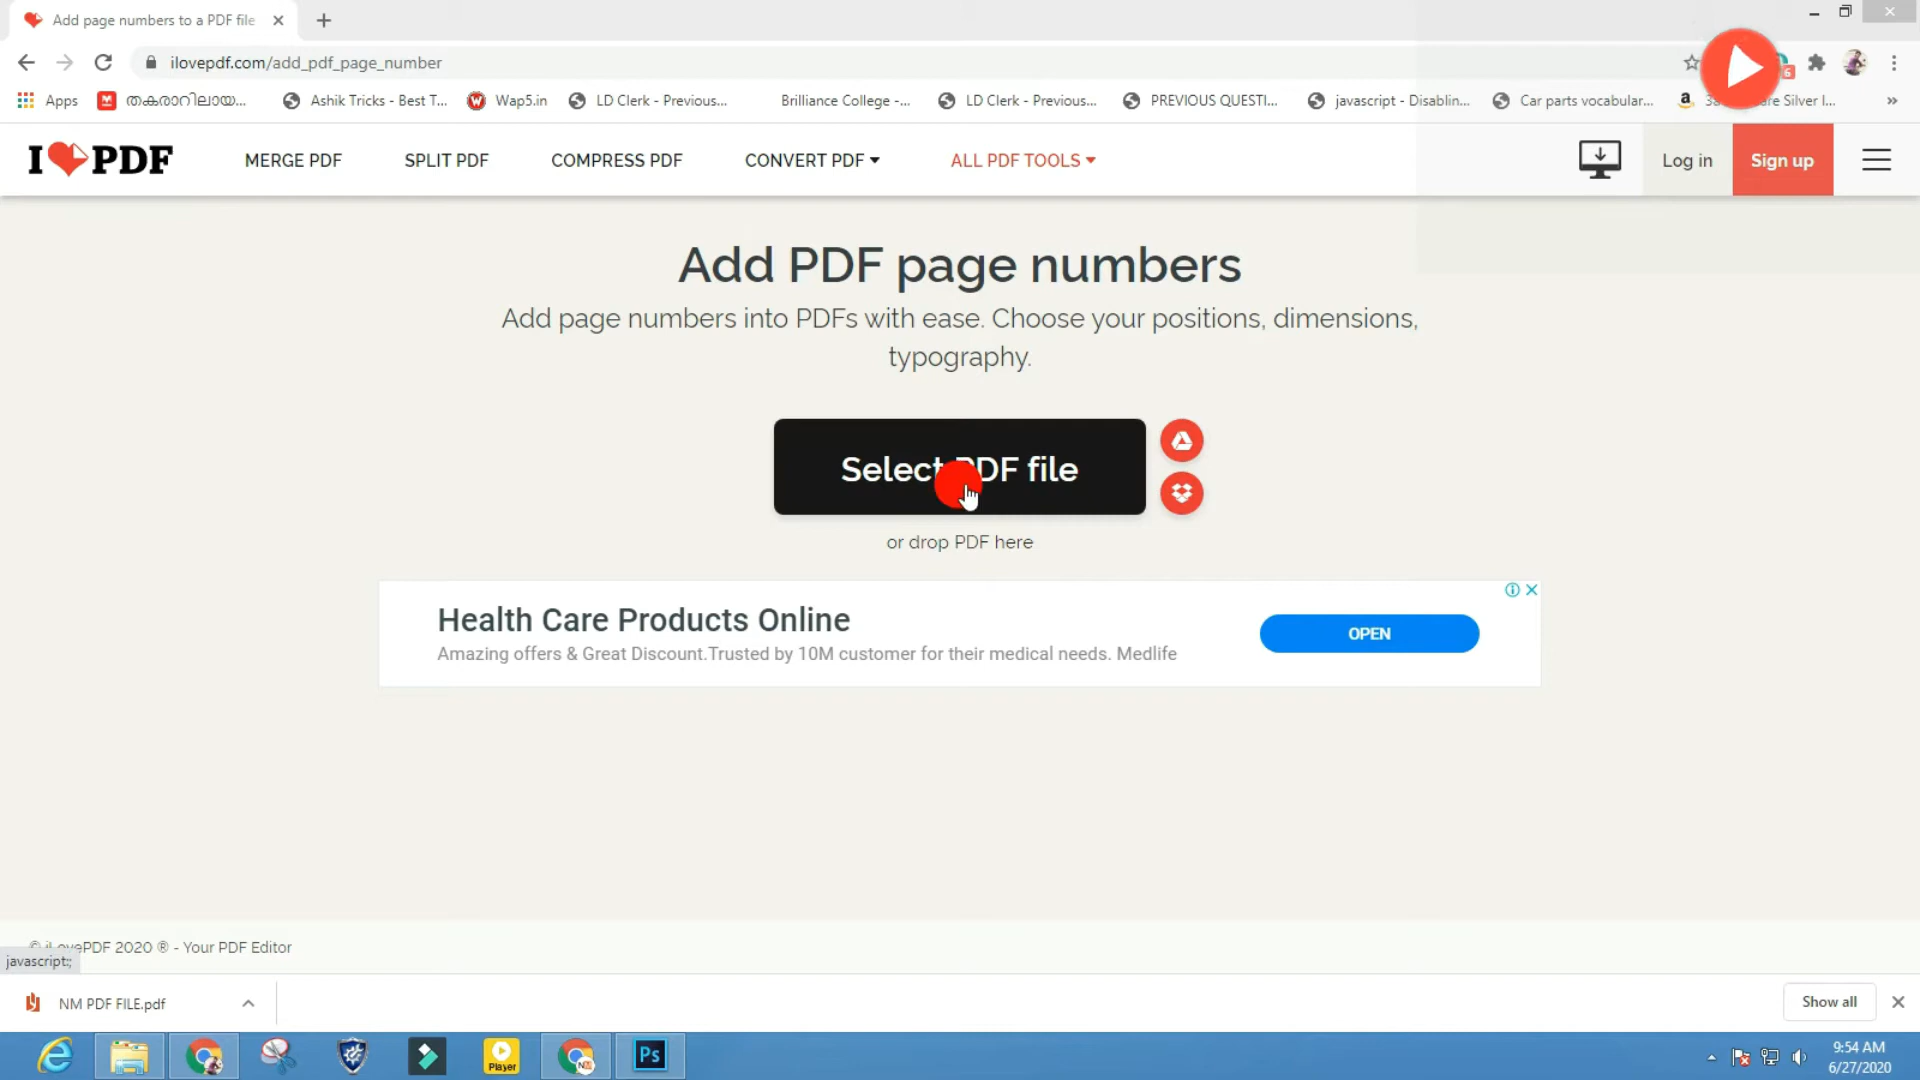 Add page numbers to a PDF file
ilovepdf.com/add_pdf_page_number
6
Apps
തകരാറിലായ...
Ashik Tricks - Best T...
Wap5.in
LD Clerk - Previous...
Brilliance College -...
LD Clerk - Previous...
PREVIOUS QUESTI...
javascript - Disablin...
Car parts vocabular...
Silver I...
I PDF
MERGE PDF
SPLIT PDF
COMPRESS PDF
CONVERT PDF
ALL PDF TOOLS
Log in
Sign up
Add PDF page numbers
Add page numbers into PDFs with ease. Choose your positions, dimensions,
typography.
Select PDF file
or drop PDF here
Health Care Products Online
Amazing offers & Great Discount.Trusted by 10M customer for their medical needs. Medlife
OPEN
© iLovePDF 2020 ® - Your PDF Editor
javascript:;
NM PDF FILE.pdf
Show all
Player
Ps
9:54 AM
6/27/2020